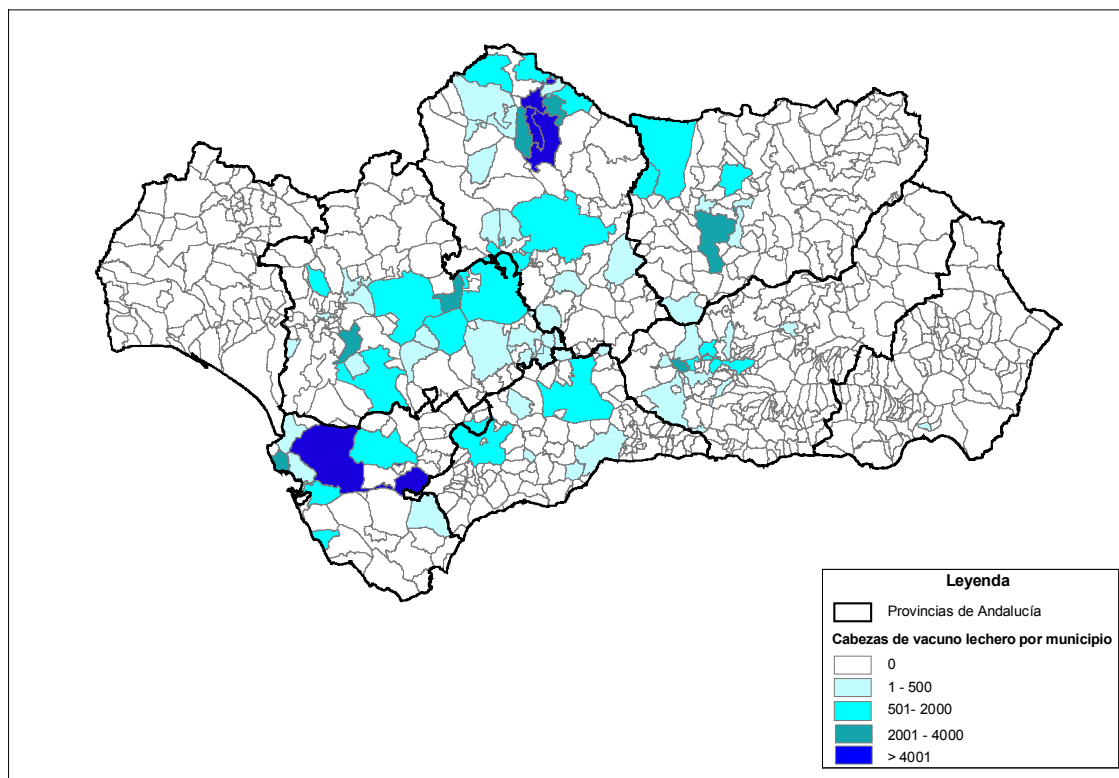 Leyenda
Provincias de Andalucía
Cabezas de vacuno lechero por municipio
0
1 - 500
501- 2000
2001 - 4000
> 4001